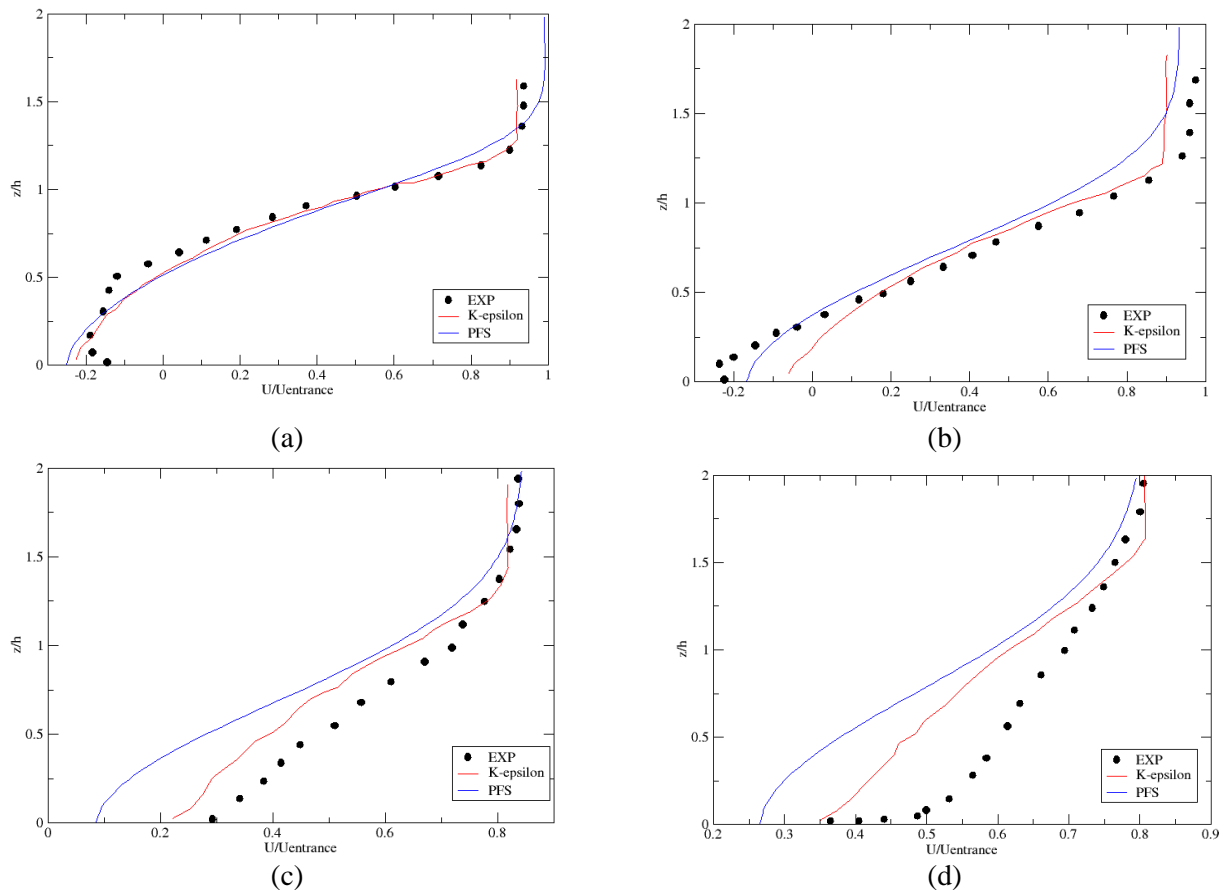 2
1.5
1
0.5
0
z/h
-0.2
0
0.2
0.4
0.6
0.8
1
U/Uentrance
EXP
K-epsilon
PFS
(a)
2
1.5
1
0.5
0
z/h
-0.2
0
0.2
0.4
0.6
0.8
1
U/Uentrance
EXP
K-epsilon
PFS
(b)
2
1.5
1
0.5
0
z/h
0
0.2
0.4
0.6
0.8
U/Uentrance
EXP
K-epsilon
PFS
(c)
2
1.5
1
0.5
0
z/h
0.2
0.3
0.4
0.5
0.6
0.7
0.8
0.9
U/Uentrance
EXP
K-epsilon
PFS
(d)